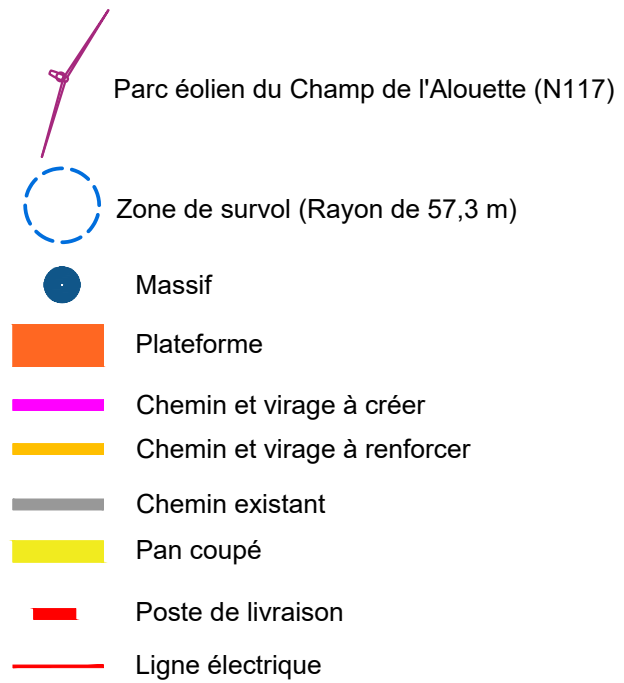 Parc éolien du Champ de l'Alouette (N117)
Zone de survol (Rayon de 57,3 m)
Massif
Plateforme
Chemin et virage à créer
Chemin et virage à renforcer
Chemin existant
Pan coupé
Poste de livraison
Ligne électrique